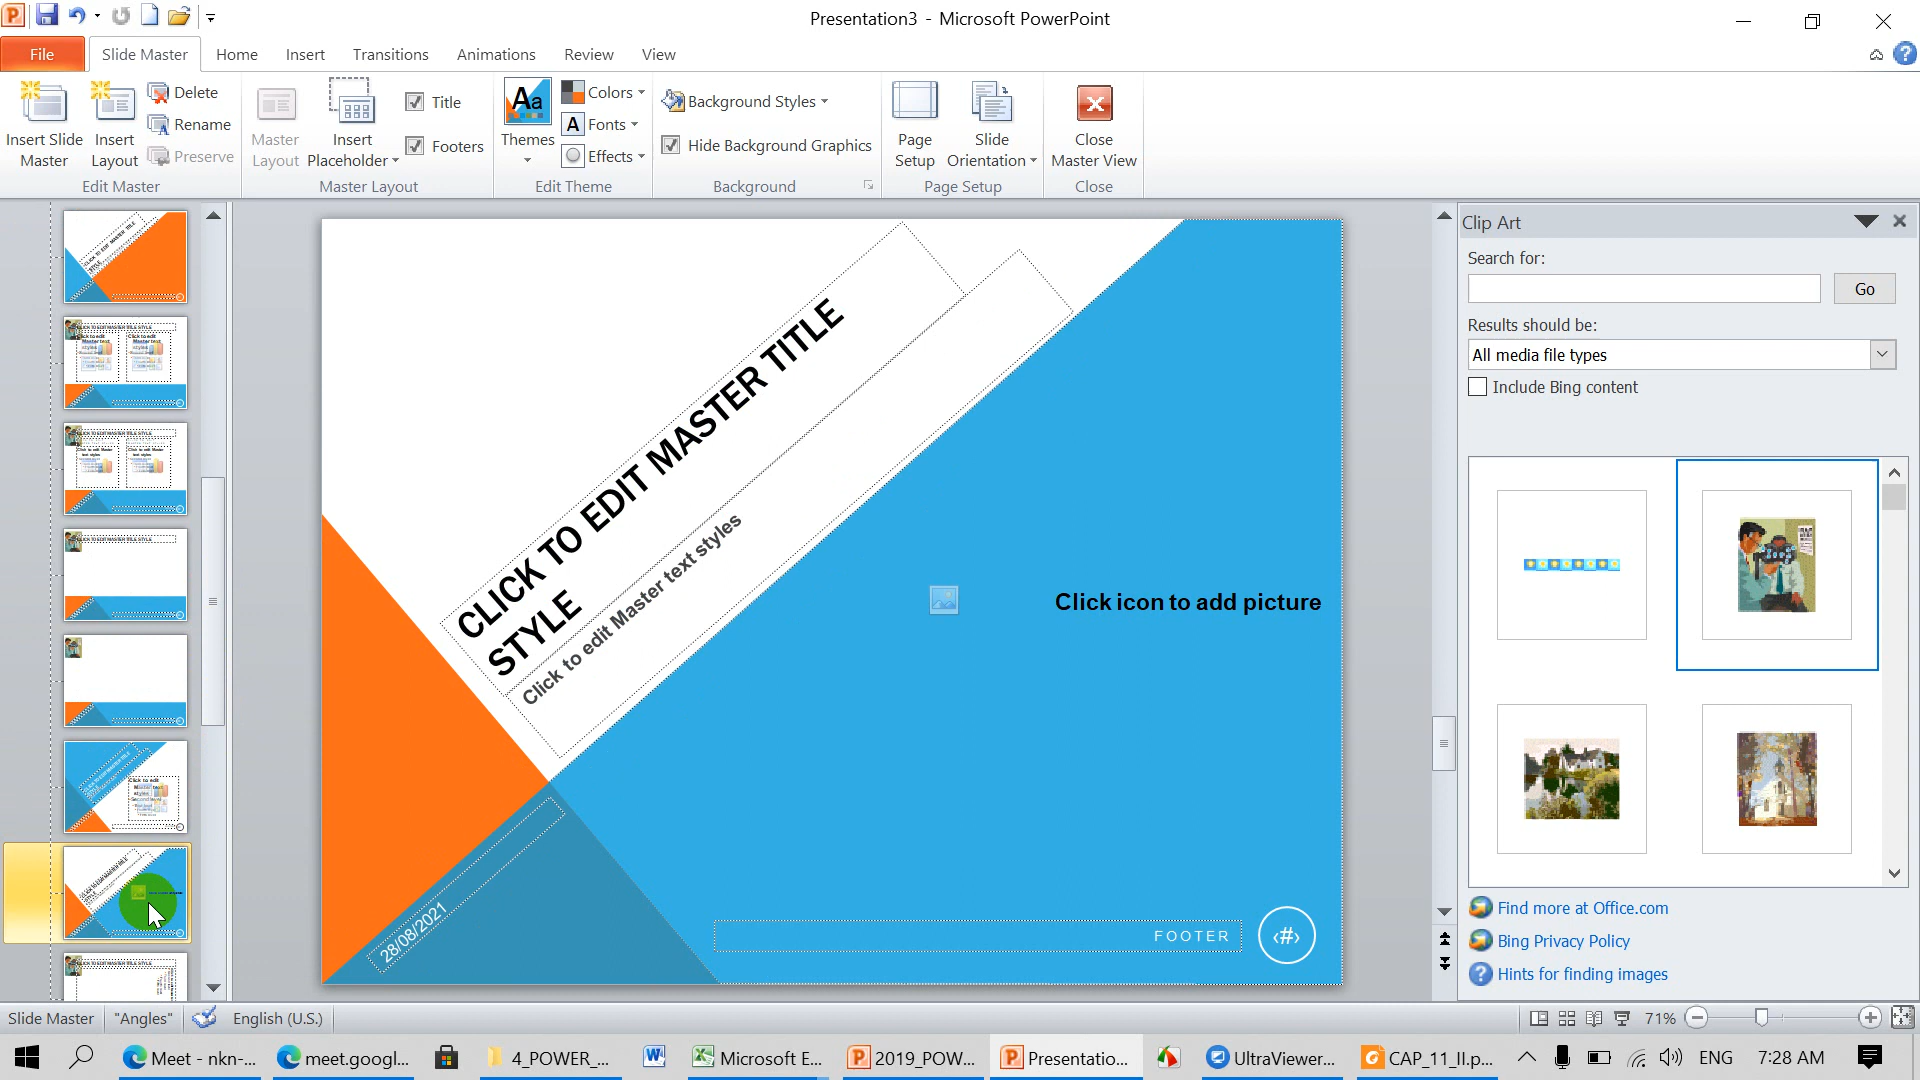 Presentation3 - Microsoft PowerPoint
File
Slide Master
Home
Insert
Transitions
Animations
Review
View
Insert Slide Master
Insert Layout
Delete
Rename
Preserve
Edit Master
Master Layout
Insert Placeholder
Title
Footers
Master Layout
Themes
Colors
Fonts
Effects
Edit Theme
Background Styles
Hide Background Graphics
Background
Page Setup
Slide Orientation
Page Setup
Close Master View
Close
CLICK TO EDIT MASTER TITLE
STYLE
Click to edit Master text styles
Click icon to add picture
28/08/2021
FOOTER
‹#›
Clip Art
Search for:
Go
Results should be:
All media file types
Include Bing content
Find more at Office.com
Bing Privacy Policy
Hints for finding images
Slide Master
"Angles"
English (U.S.)
71%
Meet - nkn-...
meet.googl...
4_POWER_...
Microsoft E...
2019_POW...
Presentatio...
UltraViewer...
CAP_11_II.p...
ENG
7:28 AM